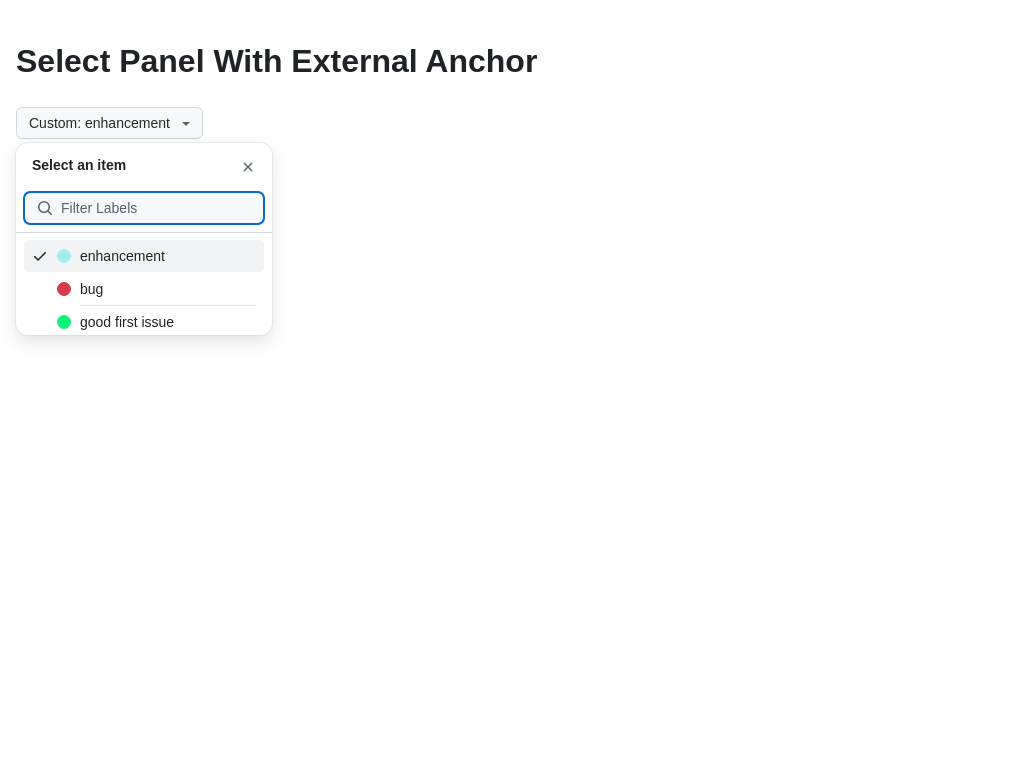 Select Panel With External Anchor
Custom: enhancement
Select an item
Filter Labels
enhancement
bug
good first issue